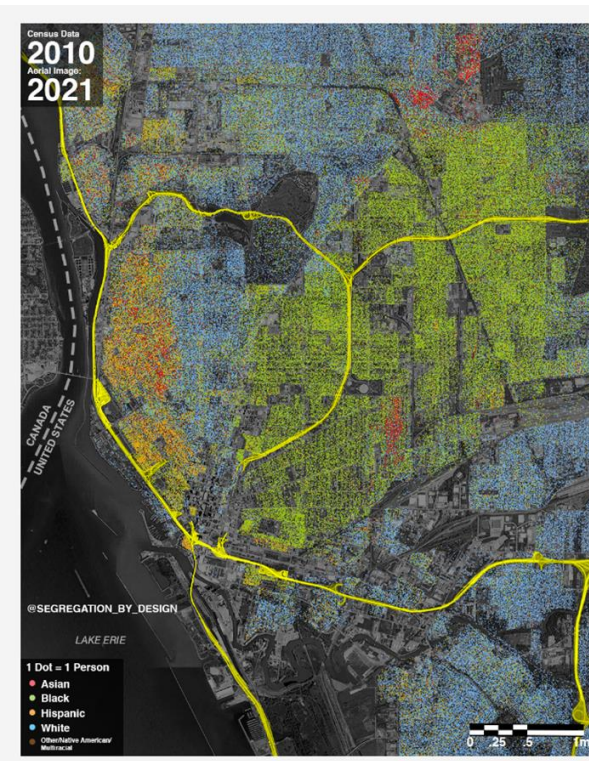 Census Data
2010
Aerial Image:
2021
CANADA
UNITED STATES
@SEGREGATION_BY_DESIGN
LAKE ERIE
1 Dot = 1 Person
Asian
Black
Hispanic
White
Other/Native American/
Multiracial
0 .25 .5 1m